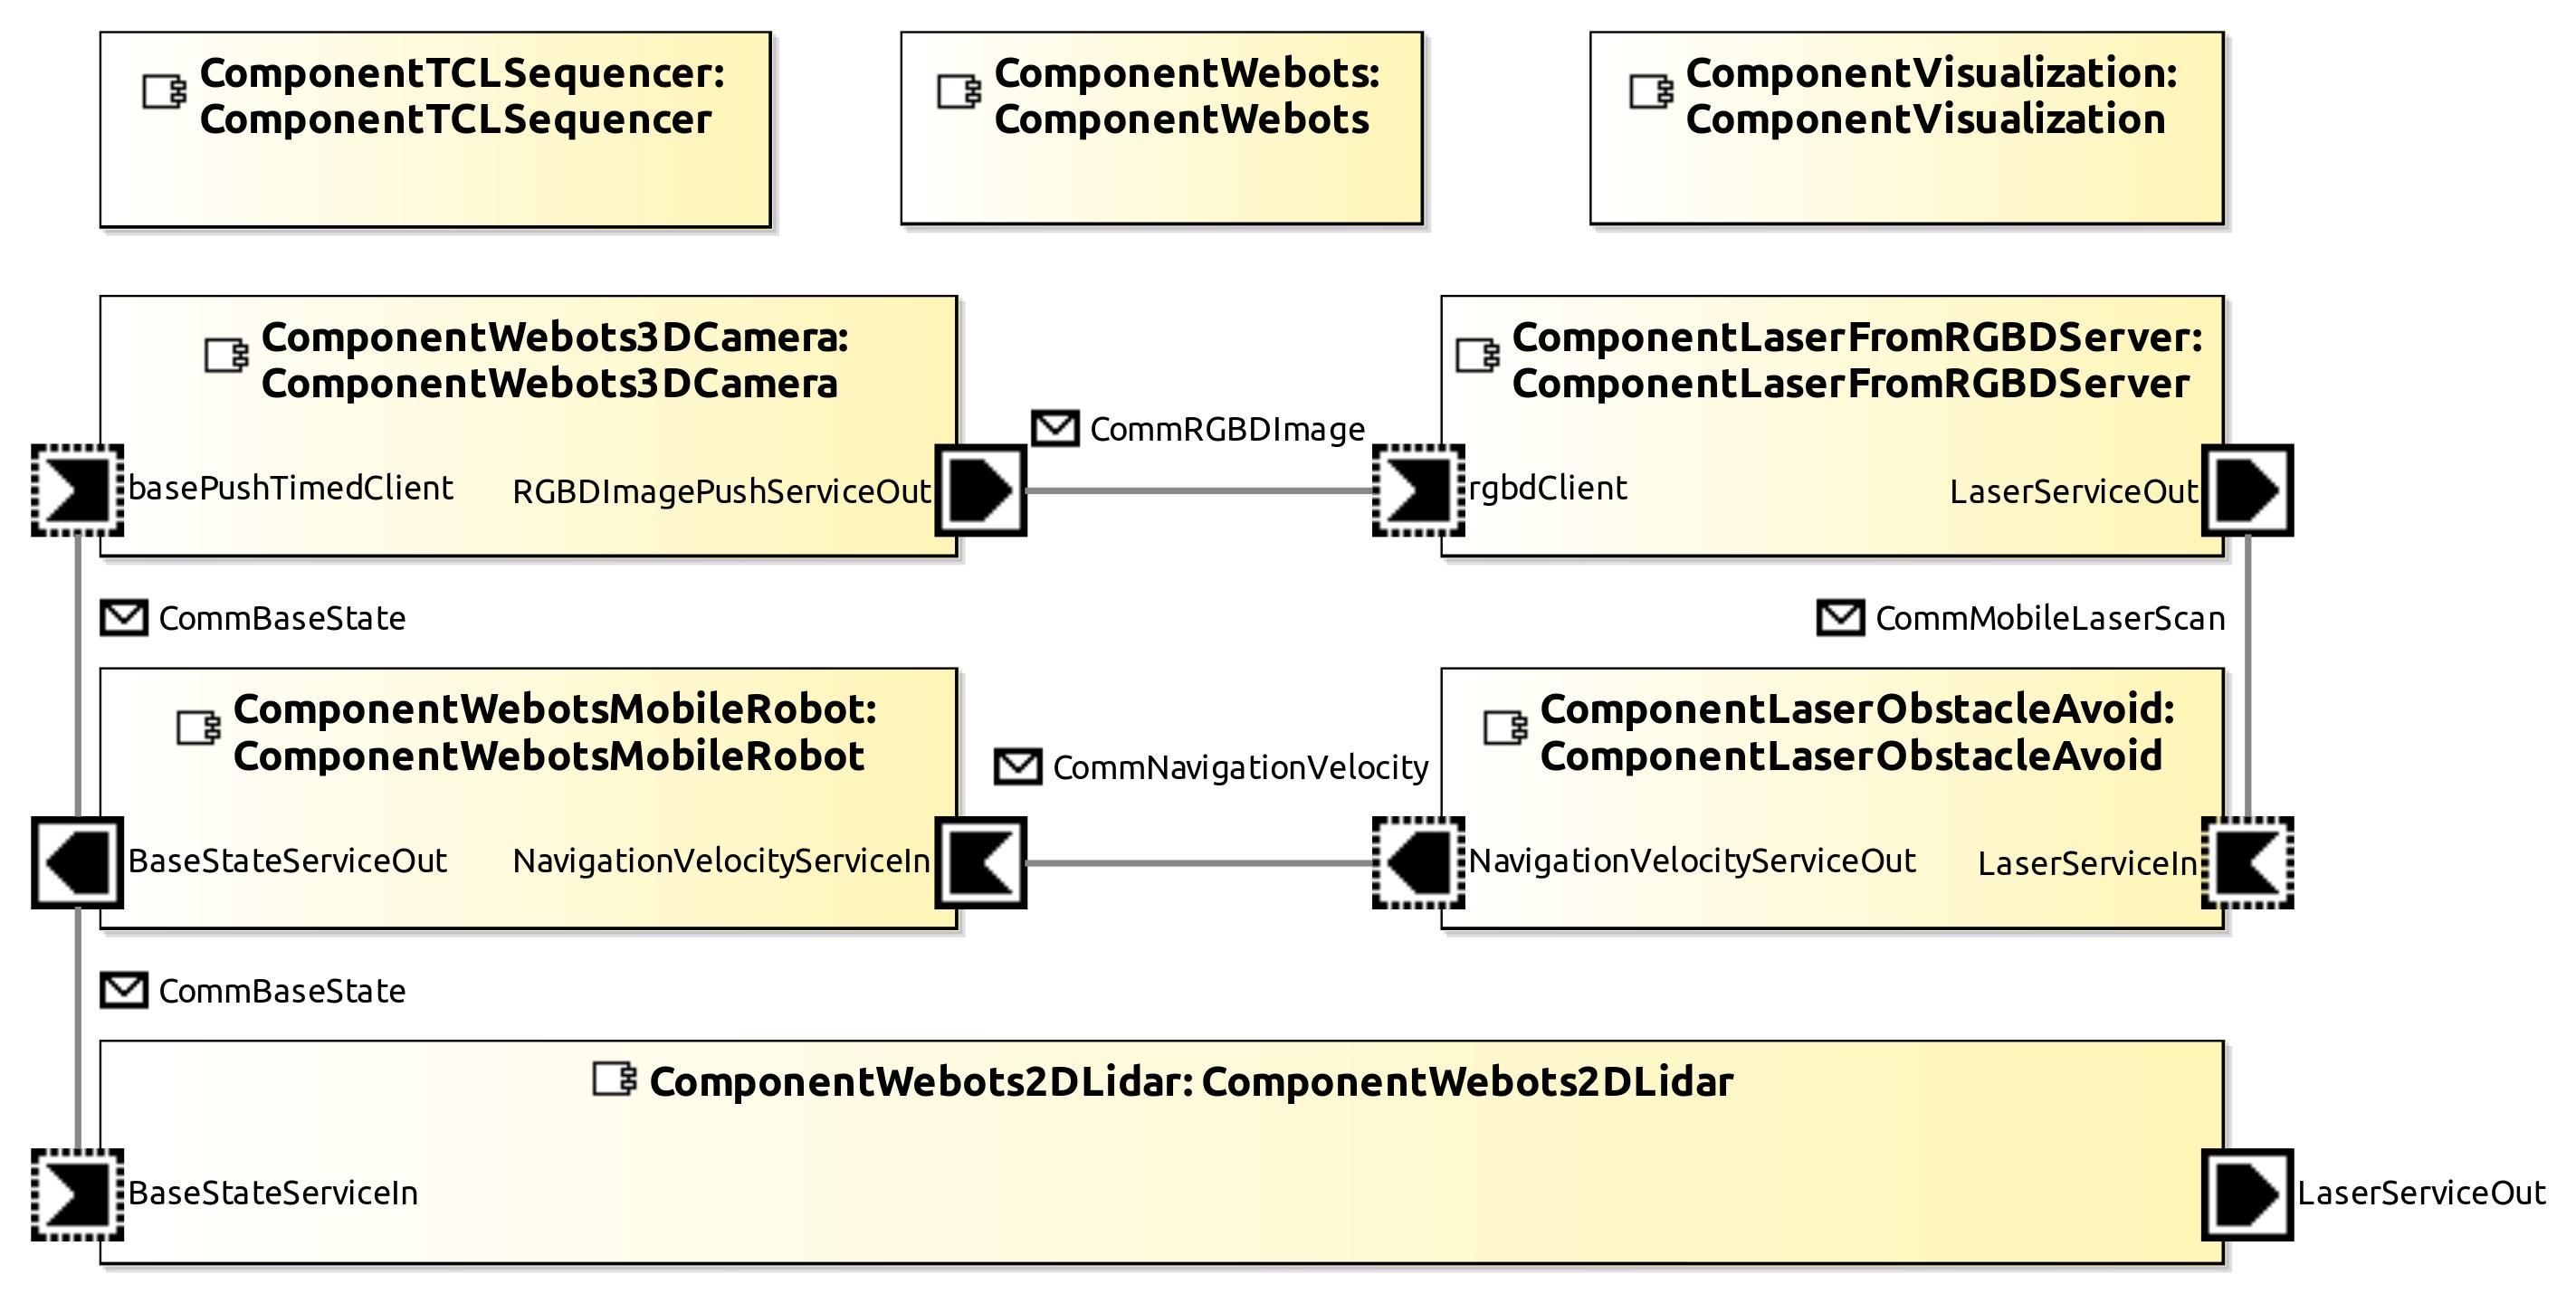 ComponentTCLSequencer:
ComponentTCLSequencer
ComponentWebots:
ComponentWebots
ComponentVisualization:
ComponentVisualization
ComponentWebots3DCamera:
ComponentWebots3DCamera
ComponentLaserFromRGBDServer:
ComponentLaserFromRGBDServer
CommRGBDImage
basePushTimedClient
RGBDImagePushServiceOut
rgbdClient
LaserServiceOut
CommBaseState
CommMobileLaserScan
ComponentWebotsMobileRobot:
ComponentWebotsMobileRobot
ComponentLaserObstacleAvoid:
ComponentLaserObstacleAvoid
CommNavigationVelocity
BaseStateServiceOut
NavigationVelocityServiceIn
NavigationVelocityServiceOut
LaserServiceIn
CommBaseState
ComponentWebots2DLidar: ComponentWebots2DLidar
BaseStateServiceIn
LaserServiceOut